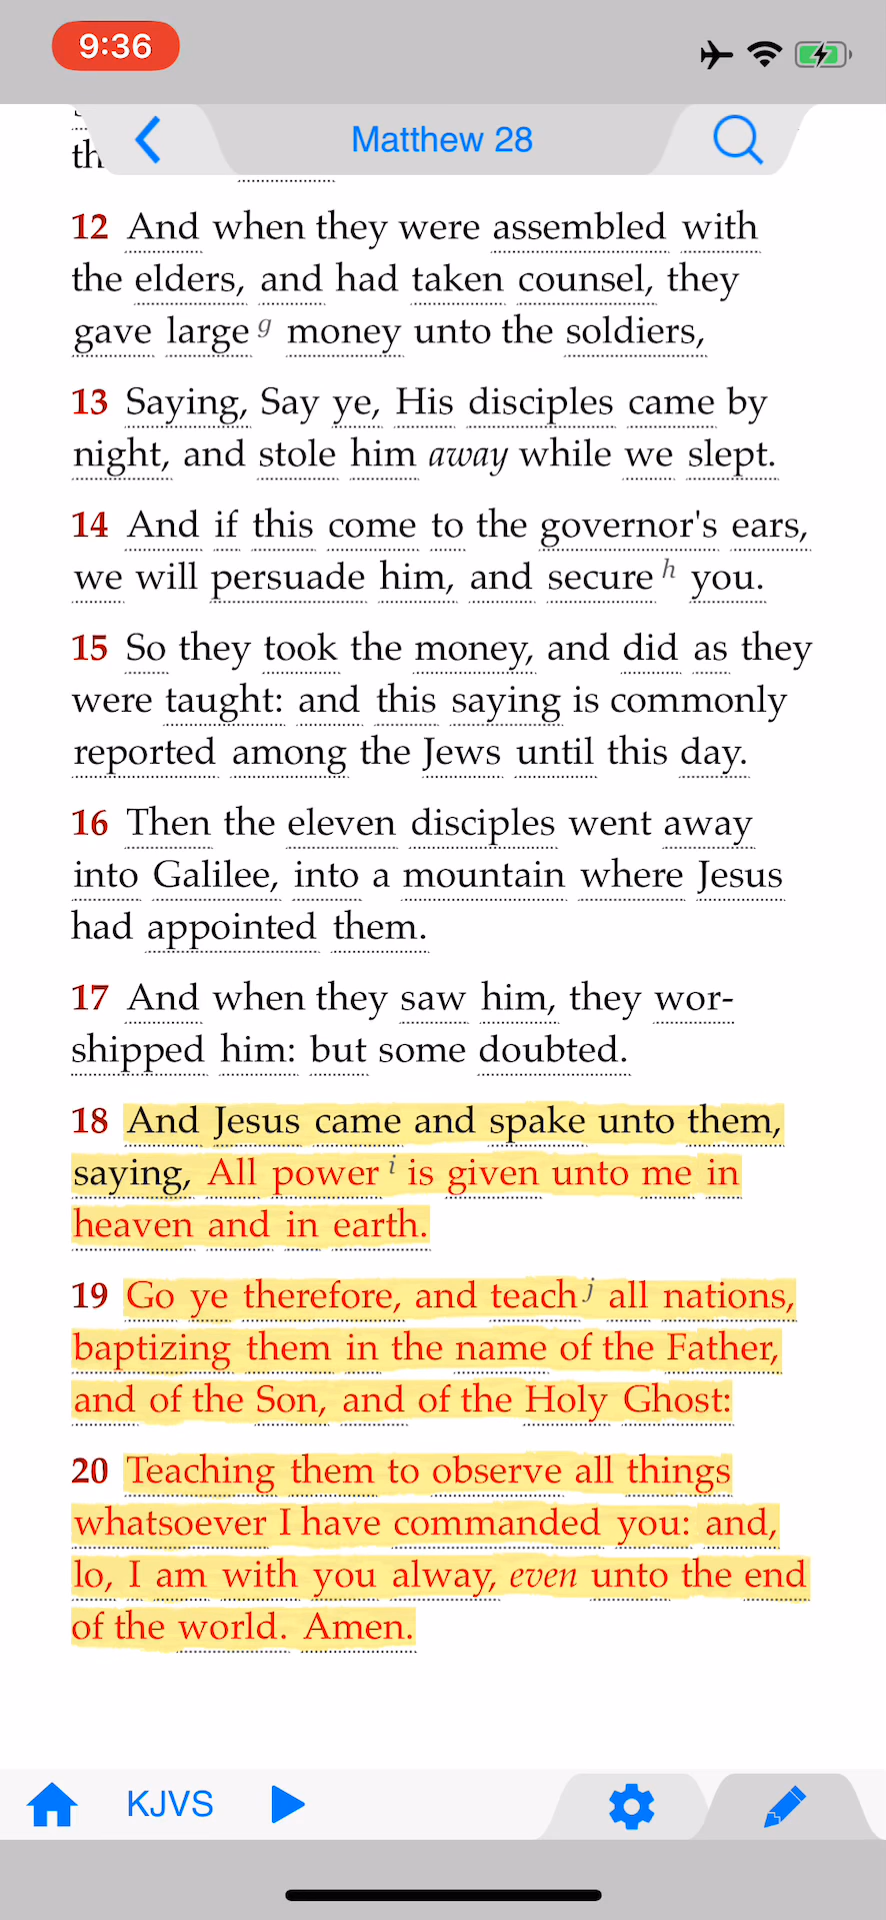 9:36
Matthew 28
th
12 And when they were assembled with
the elders, and had taken counsel, they
gave large g money unto the soldiers,
13 Saying, Say ye, His disciples came by
night, and stole him away while we slept.
14 And if this come to the governor's ears,
we will persuade him, and secure h you.
15 So they took the money, and did as they
were taught: and this saying is commonly
reported among the Jews until this day.
16 Then the eleven disciples went away
into Galilee, into a mountain where Jesus
had appointed them.
17 And when they saw him, they wor-
shipped him: but some doubted.
18 And Jesus came and spake unto them,
saying, All power i is given unto me in
heaven and in earth.
19 Go ye therefore, and teach j all nations,
baptizing them in the name of the Father,
and of the Son, and of the Holy Ghost:
20 Teaching them to observe all things
whatsoever I have commanded you: and,
lo, I am with you alway, even unto the end
of the world. Amen.
KJVS